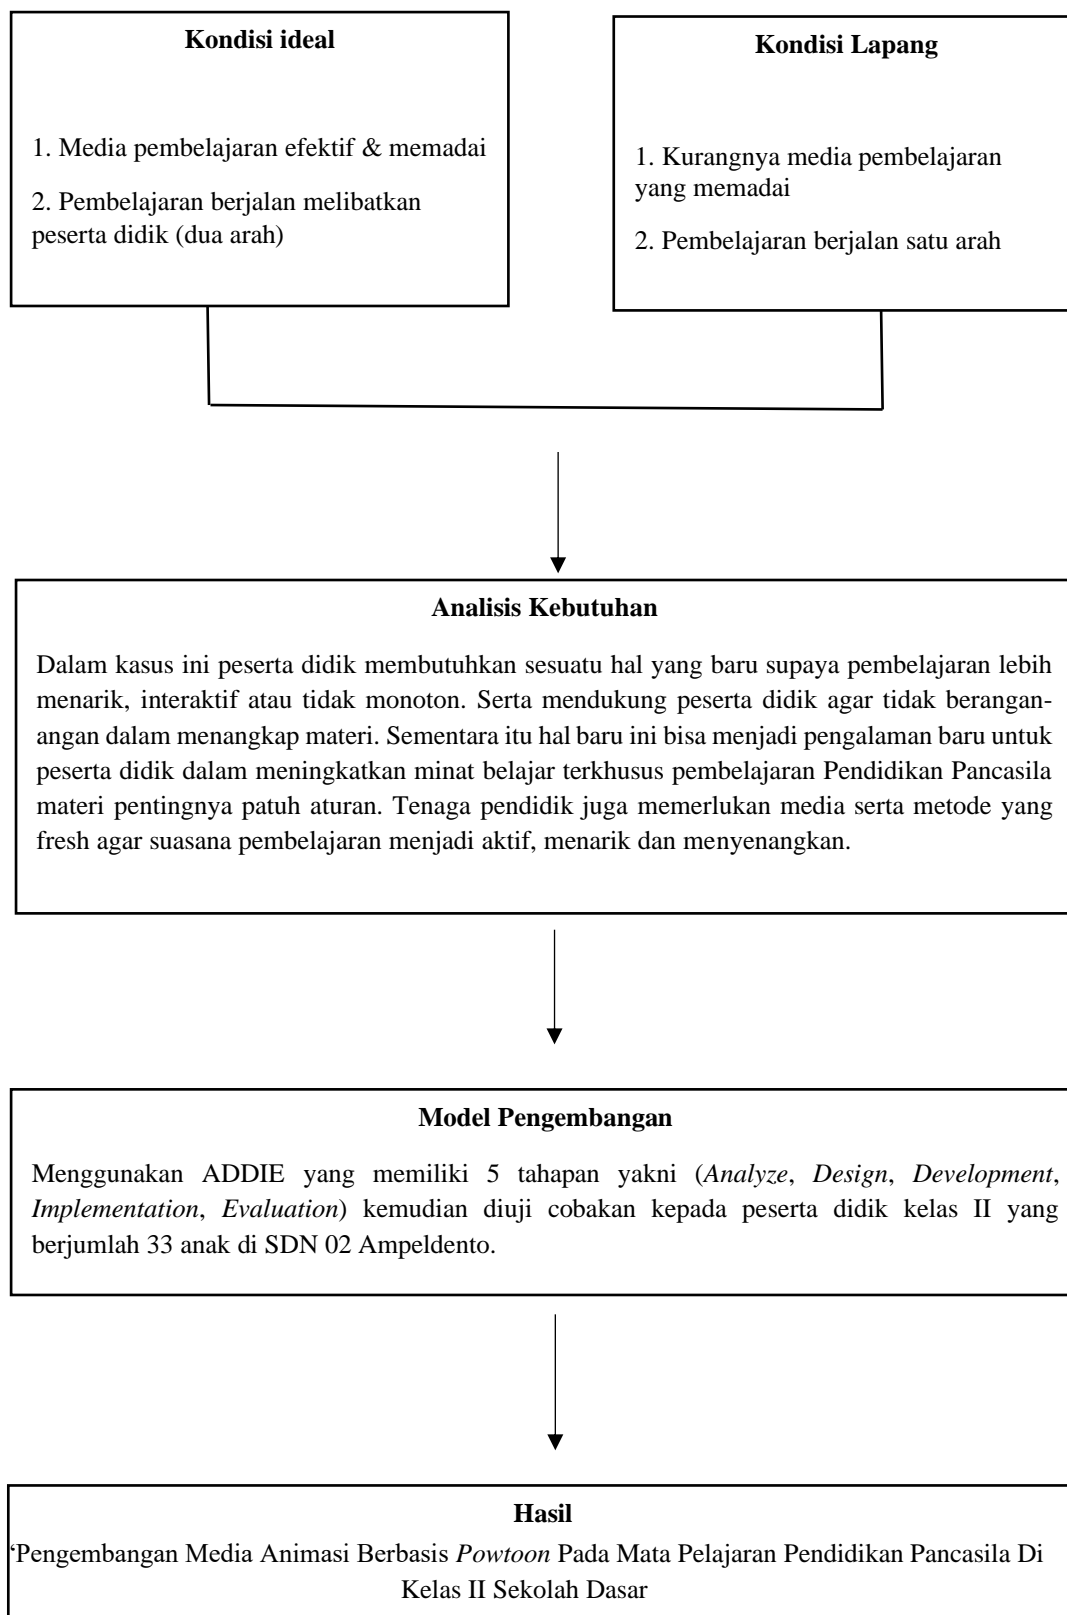 Kondisi ideal
1. Media pembelajaran efektif & memadai
2. Pembelajaran berjalan melibatkan
peserta didik (dua arah)
Kondisi Lapang
1. Kurangnya media pembelajaran
yang memadai
2. Pembelajaran berjalan satu arah
Analisis Kebutuhan
Dalam kasus ini peserta didik membutuhkan sesuatu hal yang baru supaya pembelajaran lebih
menarik, interaktif atau tidak monoton. Serta mendukung peserta didik agar tidak berangan-
angan dalam menangkap materi. Sementara itu hal baru ini bisa menjadi pengalaman baru untuk
peserta didik dalam meningkatkan minat belajar terkhusus pembelajaran Pendidikan Pancasila
materi pentingnya patuh aturan. Tenaga pendidik juga memerlukan media serta metode yang
fresh agar suasana pembelajaran menjadi aktif, menarik dan menyenangkan.
Model Pengembangan
Menggunakan ADDIE yang memiliki 5 tahapan yakni (Analyze, Design, Development,
Implementation, Evaluation) kemudian diuji cobakan kepada peserta didik kelas II yang
berjumlah 33 anak di SDN 02 Ampeldento.
Hasil
‘Pengembangan Media Animasi Berbasis Powtoon Pada Mata Pelajaran Pendidikan Pancasila Di
Kelas II Sekolah Dasar